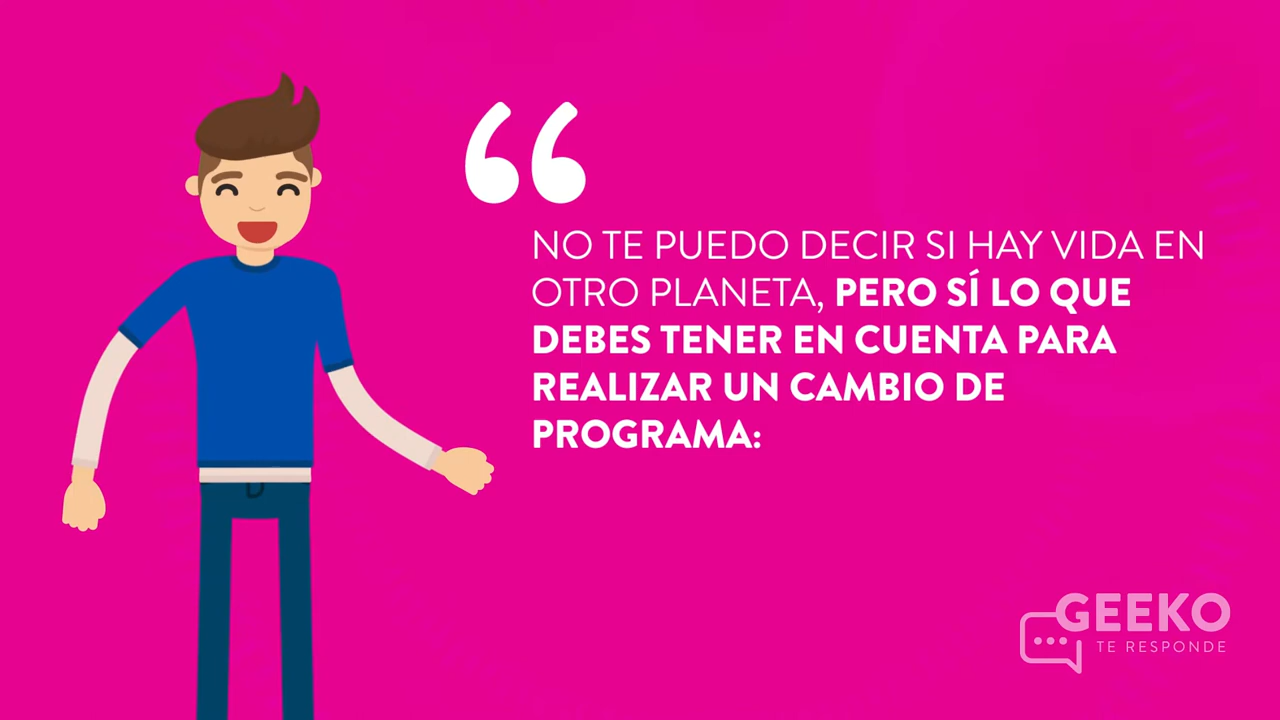 “
NO TE PUEDO DECIR SI HAY VIDA EN
OTRO PLANETA, PERO SÍ LO QUE
DEBES TENER EN CUENTA PARA
REALIZAR UN CAMBIO DE
PROGRAMA:
GEEKO
TE RESPONDE